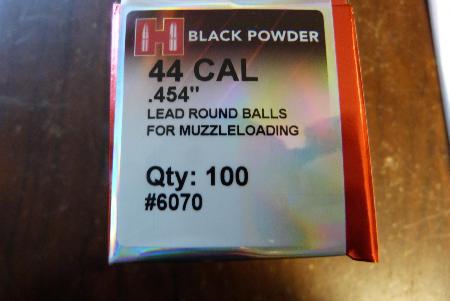 H BLACK POWDER
44 CAL
.454"
LEAD ROUND BALLS
FOR MUZZLELOADING
Qty: 100
#6070